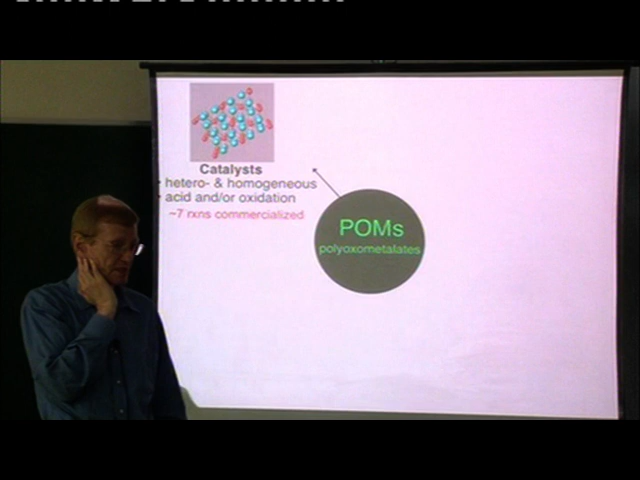 Catalysts
hetero- & homogeneous
acid and/or oxidation
~7 rxns commercialized
POMs
polyoxometalates